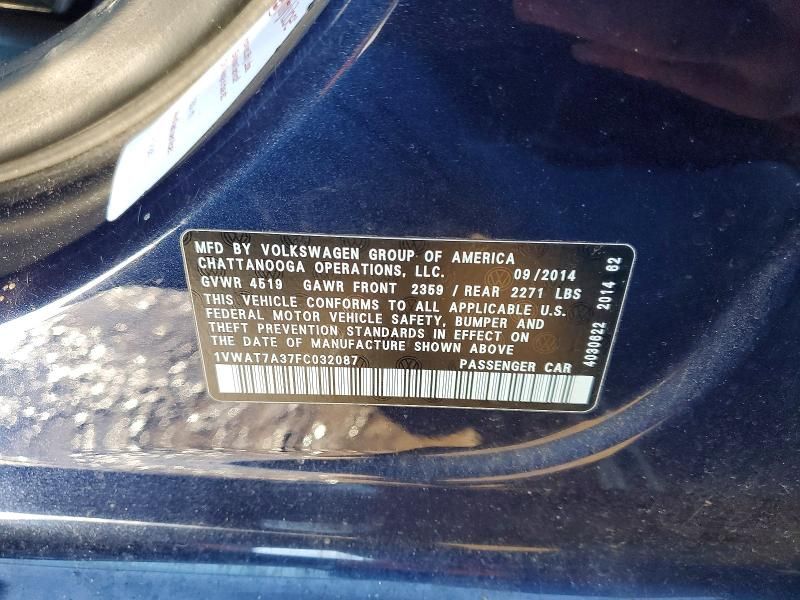 MFD BY VOLKSWAGEN GROUP OF AMERICA
CHATTANOOGA OPERATIONS, LLC. 09/2014
GVWR 4519 GAWR FRONT 2359 / REAR 2271 LBS
THIS VEHICLE CONFORMS TO ALL APPLICABLE U.S.
FEDERAL MOTOR VEHICLE SAFETY, BUMPER AND
THEFT PREVENTION STANDARDS IN EFFECT ON
THE DATE OF MANUFACTURE SHOWN ABOVE
1VWAT7A37FC032087 PASSENGER CAR
4030622 2014 62